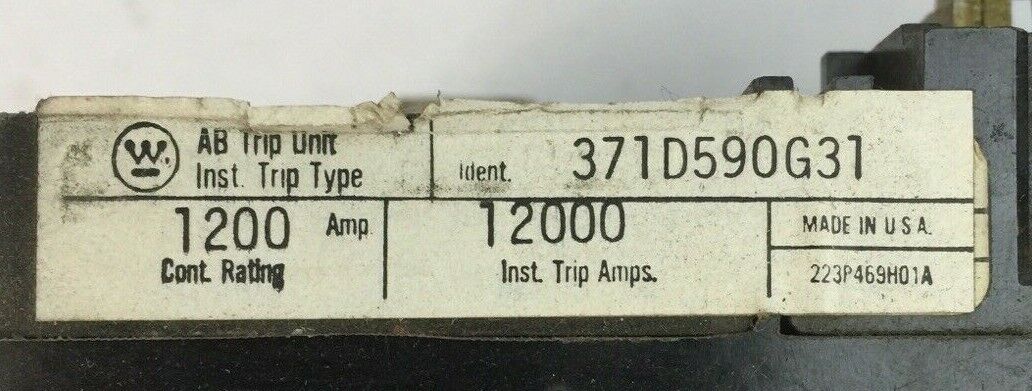 W
AB Trip Unit
Inst. Trip Type
Ident. 371D590G31
1200 Amp
Cont. Rating
12000
Inst. Trip Amps.
MADE IN U S A.
223P469H01A